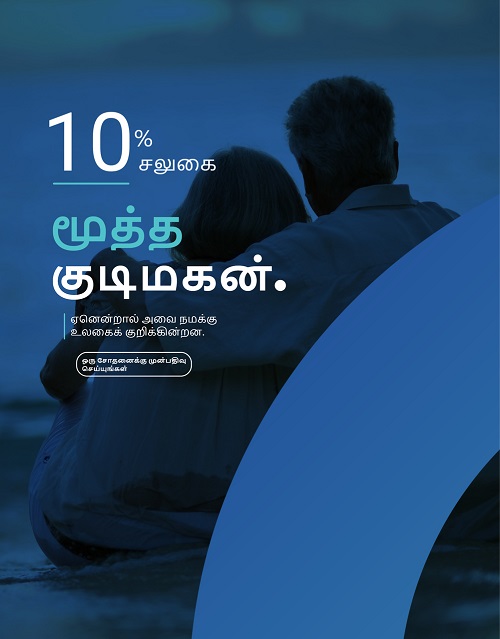 10%
சலுகை
மூத்த
குடிமகன்.
ஏனென்றால் அவை நமக்கு
உலகைக் குறிக்கின்றன.
ஒரு சோதனைக்கு முன்பதிவு
செய்யுங்கள்